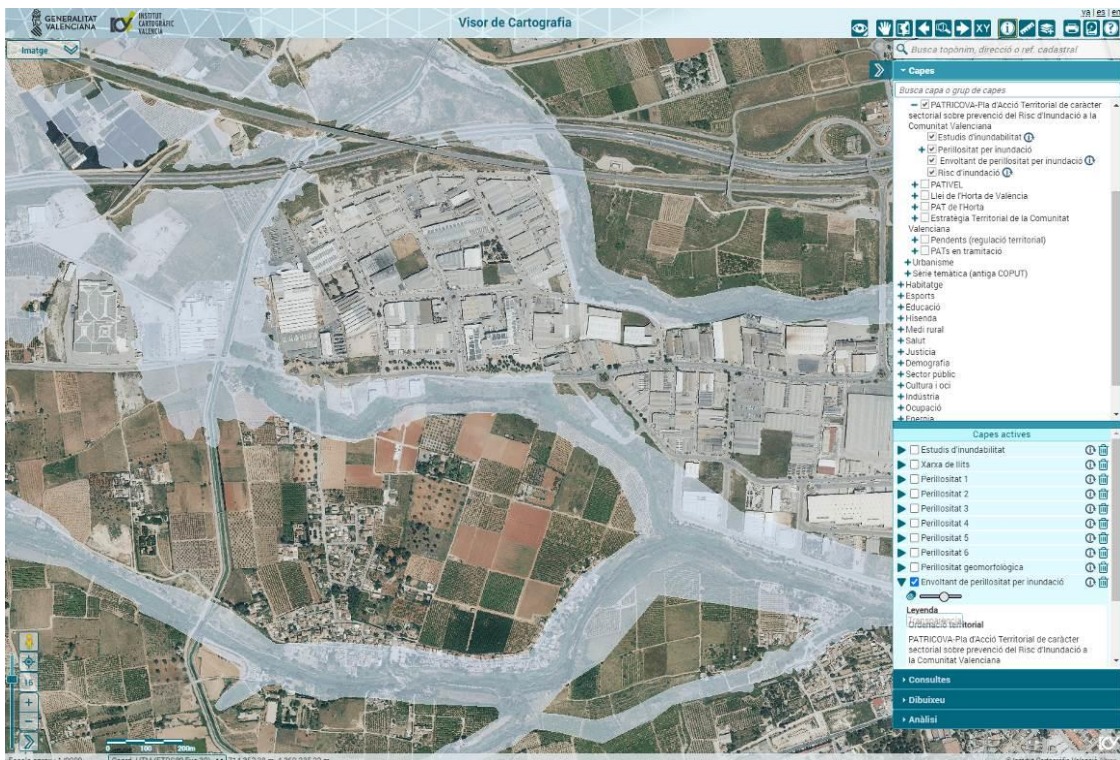 va | es | en
GENERALITAT
VALENCIANA
INSTITUT
CARTOGRÀFIC
VALENCIÀ
Visor de Cartografia
XY
Imatge
Busca topònim, direcció o ref. cadastral
Capes
Busca capa o grup de capes
PATRICOVA-Pla d'Acció Territorial de caràcter
sectorial sobre prevenció del Risc d'Inundació a la
Comunitat Valenciana
Estudis d'inundabilitat
Perillositat per inundació
Envoltant de perillositat per inundació
Risc d'inundació
PATIVEL
Llei de l'Horta de València
PAT de l'Horta
Estratègia Territorial de la Comunitat
Valenciana
Pendents (regulació territorial)
PATs en tramitació
Urbanisme
Sèrie temàtica (antiga COPUT)
Habitatge
Esports
Educació
Hisenda
Medi rural
Salut
Justícia
Demografia
Sector públic
Cultura i oci
Indústria
Ocupació
Energia
Capes actives
Estudis d'inundabilitat
Xarxa de llits
Perillositat 1
Perillositat 2
Perillositat 3
Perillositat 4
Perillositat 5
Perillositat 6
Perillositat geomorfològica
Envoltant de perillositat per inundació
Leyenda
Ordenació territorial
PATRICOVA-Pla d'Acció Territorial de caràcter
sectorial sobre prevenció del Risc d'Inundació a
la Comunitat Valenciana
Consultes
Dibuixeu
Anàlisi
16
0 100 200m